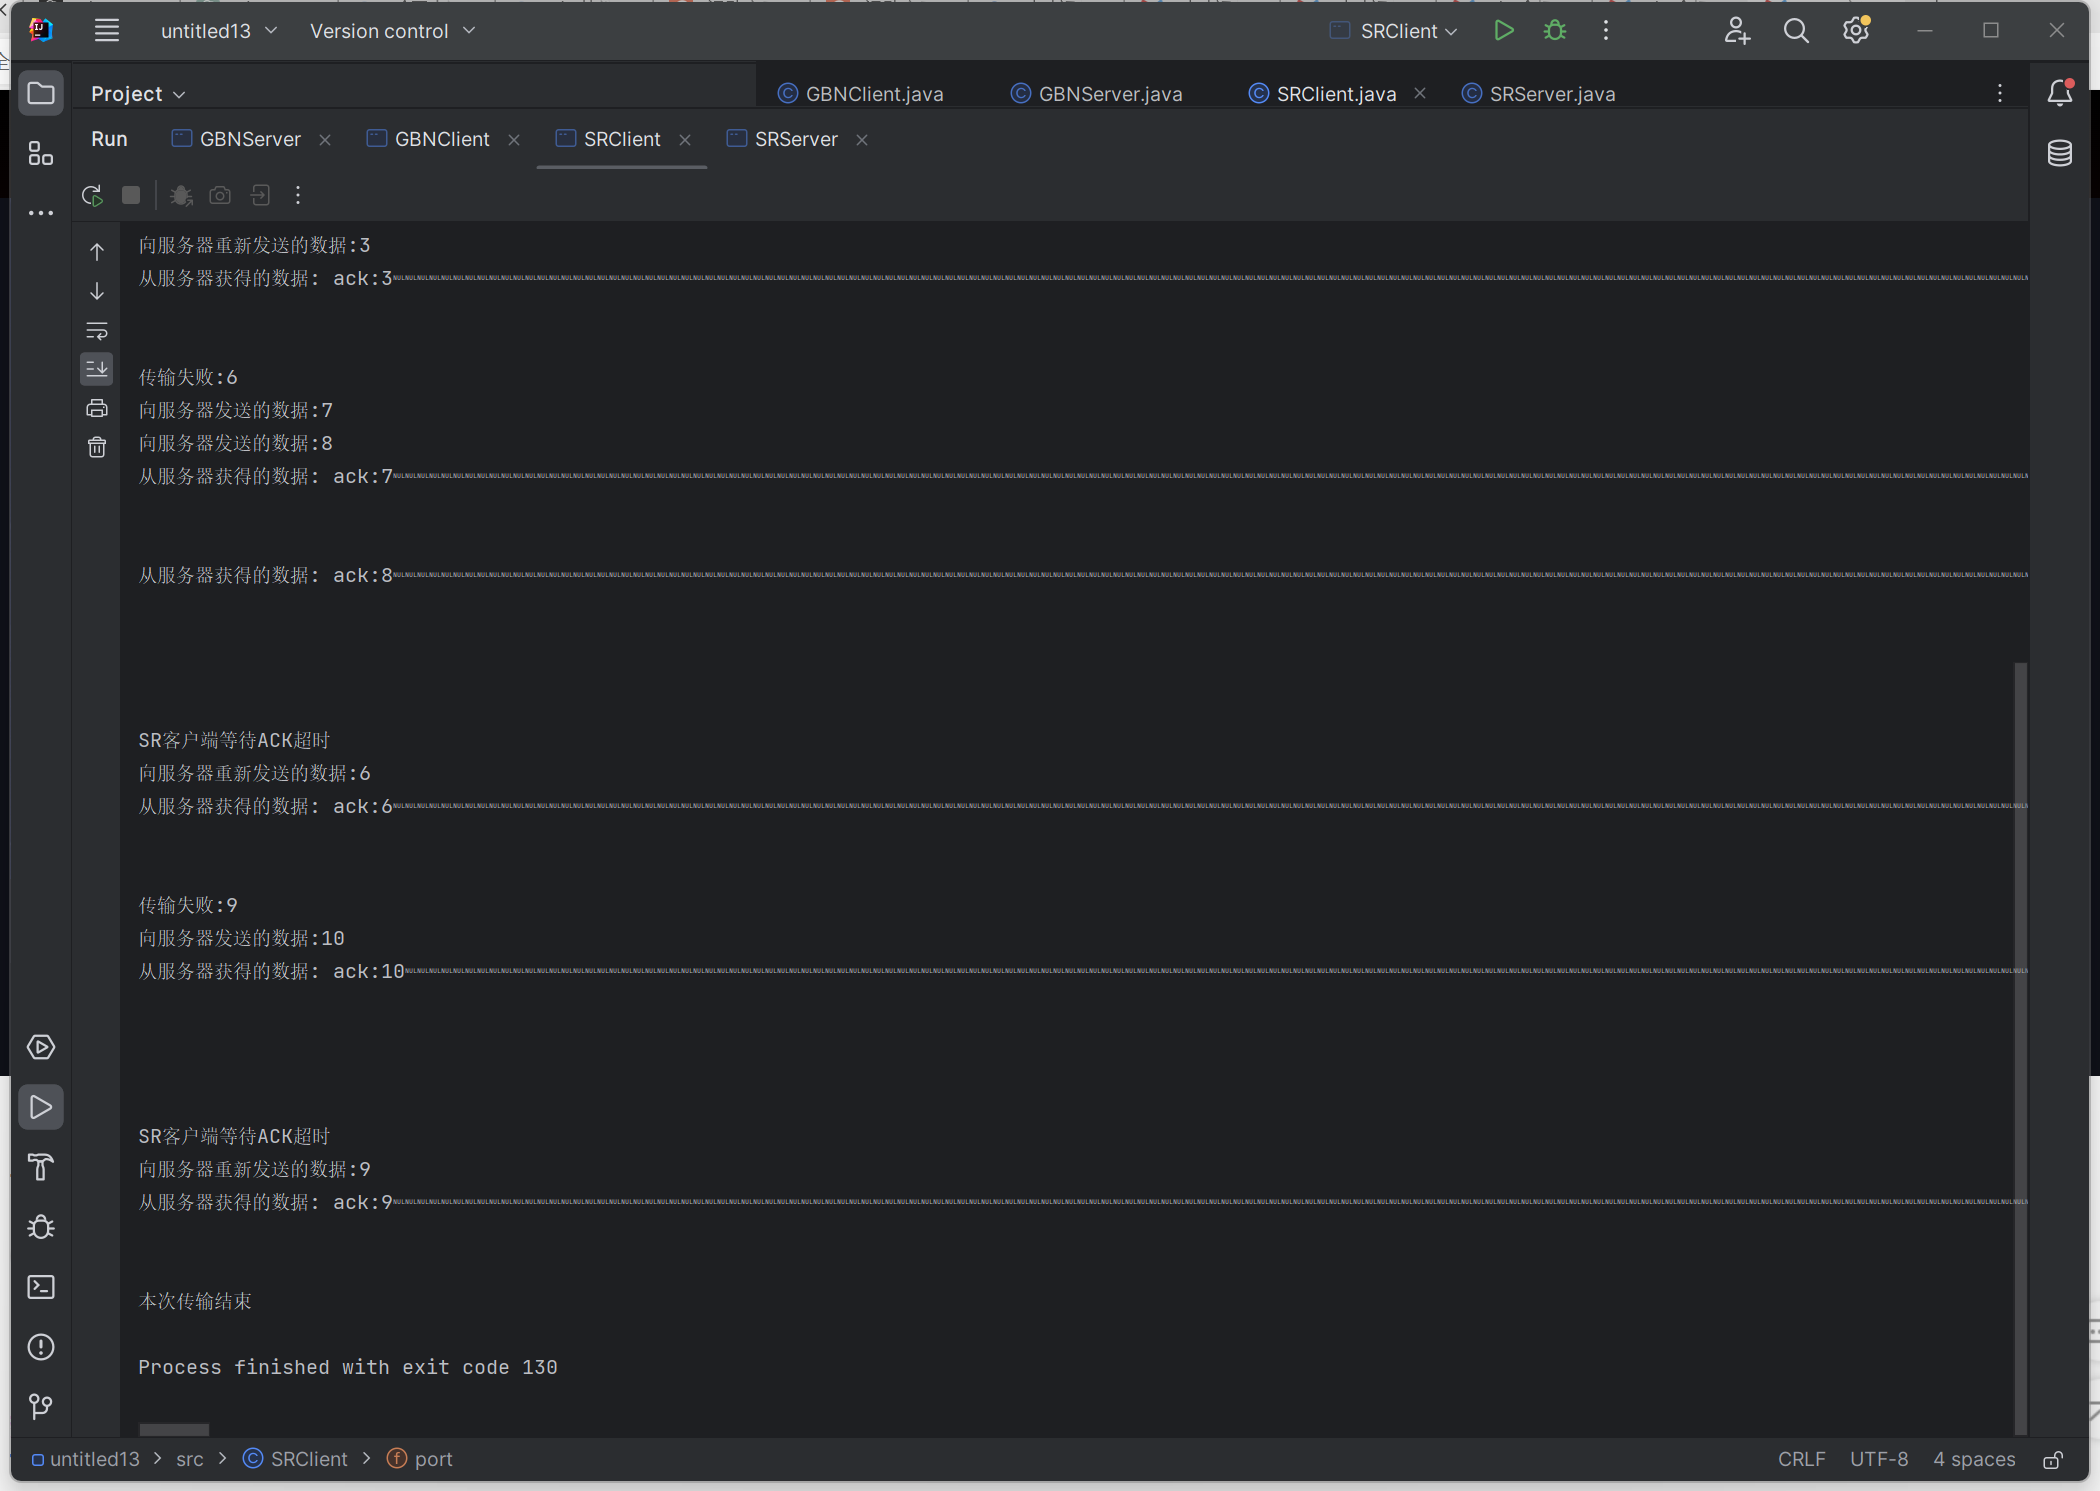 untitled13 Version control SRClient
Project GBNClient.java GBNServer.java SRClient.java SRServer.java
Run GBNServer GBNClient SRClient SRServer
向服务器重新发送的数据:3
从服务器获得的数据: ack:3
传输失败:6
向服务器发送的数据:7
向服务器发送的数据:8
从服务器获得的数据: ack:7
从服务器获得的数据: ack:8
SR客户端等待ACK超时
向服务器重新发送的数据:6
从服务器获得的数据: ack:6
传输失败:9
向服务器发送的数据:10
从服务器获得的数据: ack:10
SR客户端等待ACK超时
向服务器重新发送的数据:9
从服务器获得的数据: ack:9
本次传输结束
Process finished with exit code 130
untitled13 > src > SRClient > port CRLF UTF-8 4 spaces